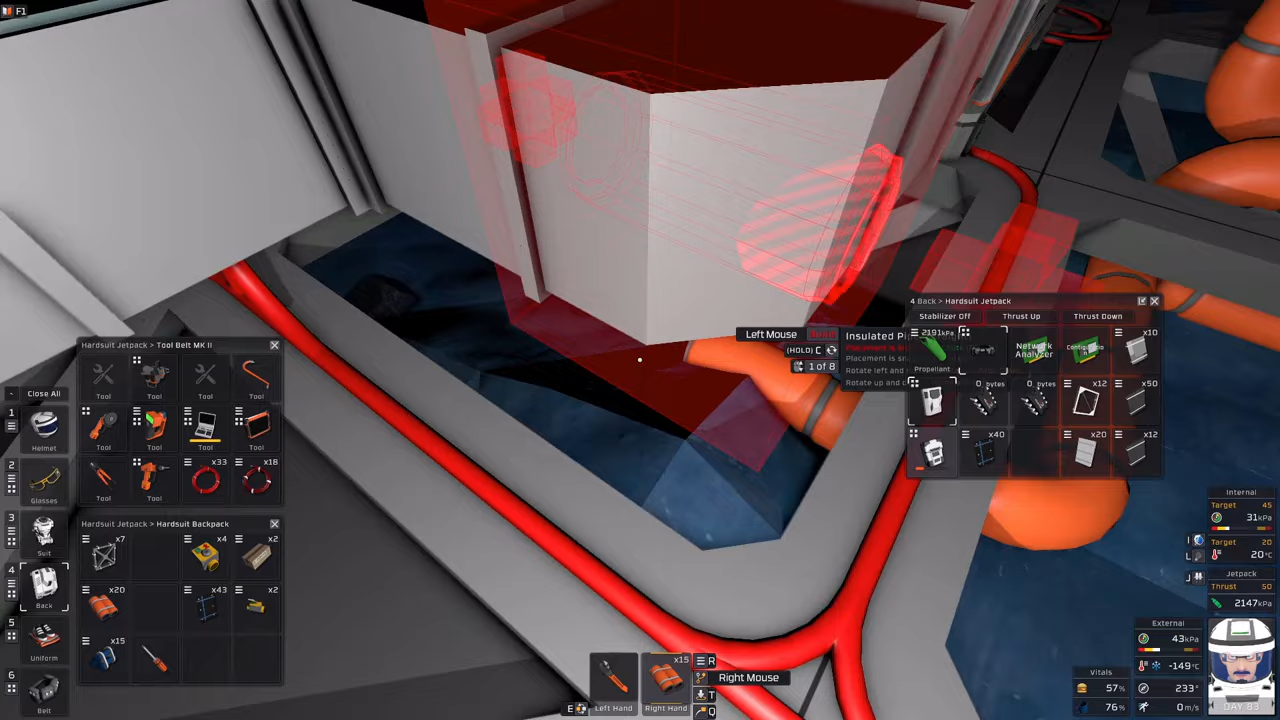 F1
4 Back > Hardsuit Jetpack
Stabilizer Off Thrust Up Thrust Down
2191kPa x10
Propellant Network Analyzer
0 bytes 0 bytes x12 x50
x40 x20 x12
Left Mouse Build Insulated
(HOLD) C Placement is
1 of 8 Placement is
Rotate left and
Rotate up and
Hardsuit Jetpack > Tool Belt MK II
Tool Tool Tool Tool
Tool Tool Tool Tool
x33 x18
Tool Tool
Close All
1 Helmet
2 Glasses
3 Suit
4 Back
5 Uniform
6 Belt
Hardsuit Jetpack > Hardsuit Backpack
x7 x4 x2
x20 x43 x2
x15
E Left Hand
x15 Right Hand
R
Right Mouse
T
Q
Internal
Target 45
31kPa
Target 20
20°C
I
L
J
Jetpack
Thrust 50
2147kPa
External
43kPa
-149°C
233°
0m/s
Vitals
57%
76%
DAY 83